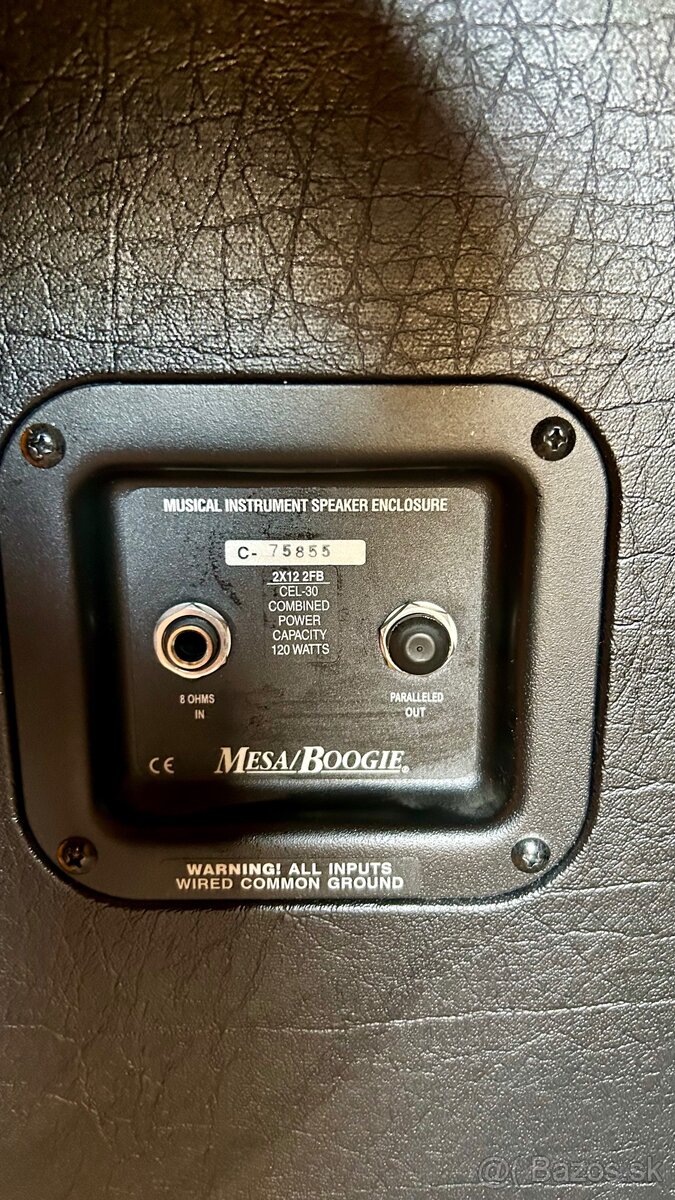 MUSICAL INSTRUMENT SPEAKER ENCLOSURE
C- 75855
2X12 2FB
CEL-30
COMBINED
POWER
CAPACITY
120 WATTS
8 OHMS
IN
PARALLELED
OUT
CE
MESA/BOOGIE®
WARNING! ALL INPUTS
WIRED COMMON GROUND
@ Bazos.sk